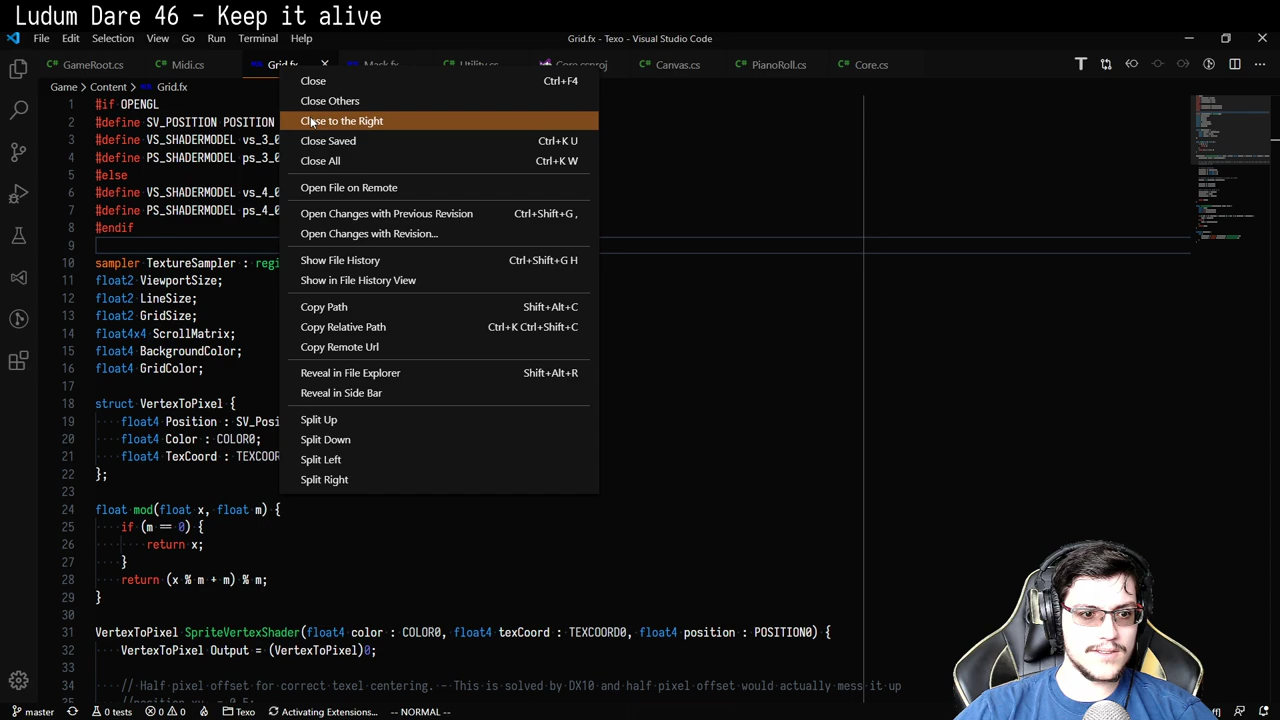 Ludum Dare 46 - Keep it alive
File Edit Selection View Go Run Terminal Help
Grid.fx - Texo - Visual Studio Code
GameRoot.cs Midi.cs Grid.fx Mask.fx Utility.cs Core.csproj Canvas.cs PianoRoll.cs Core.cs
Game > Content > Grid.fx
1 #if OPENGL
2 #define SV_POSITION POSITION
3 #define VS_SHADERMODEL vs_3_0
4 #define PS_SHADERMODEL ps_3_0
5 #else
6 #define VS_SHADERMODEL vs_4_0
7 #define PS_SHADERMODEL ps_4_0
8 #endif
9
10 sampler TextureSampler : regi
11 float2 ViewportSize;
12 float2 LineSize;
13 float2 GridSize;
14 float4x4 ScrollMatrix;
15 float4 BackgroundColor;
16 float4 GridColor;
17
18 struct VertexToPixel {
19 float4 Position : SV_Posi
20 float4 Color : COLOR0;
21 float4 TexCoord : TEXCOOR
22 };
23
24 float mod(float x, float m) {
25 if (m == 0) {
26 return x;
27 }
28 return (x % m + m) % m;
29 }
30
31 VertexToPixel SpriteVertexShader(float4 color : COLOR0, float4 texCoord : TEXCOORD0, float4 position : POSITION0) {
32 VertexToPixel Output = (VertexToPixel)0;
33
34 // Half pixel offset for correct texel centering. - This is solved by DX10 and half pixel offset would actually mess it up
Close Ctrl+F4
Close Others
Close to the Right
Close Saved Ctrl+K U
Close All Ctrl+K W
Open File on Remote
Open Changes with Previous Revision Ctrl+Shift+G ,
Open Changes with Revision...
Show File History Ctrl+Shift+G H
Show in File History View
Copy Path Shift+Alt+C
Copy Relative Path Ctrl+K Ctrl+Shift+C
Copy Remote Url
Reveal in File Explorer Shift+Alt+R
Reveal in Side Bar
Split Up
Split Down
Split Left
Split Right
master 0 tests 0 0 Texo Activating Extensions... -- NORMAL --